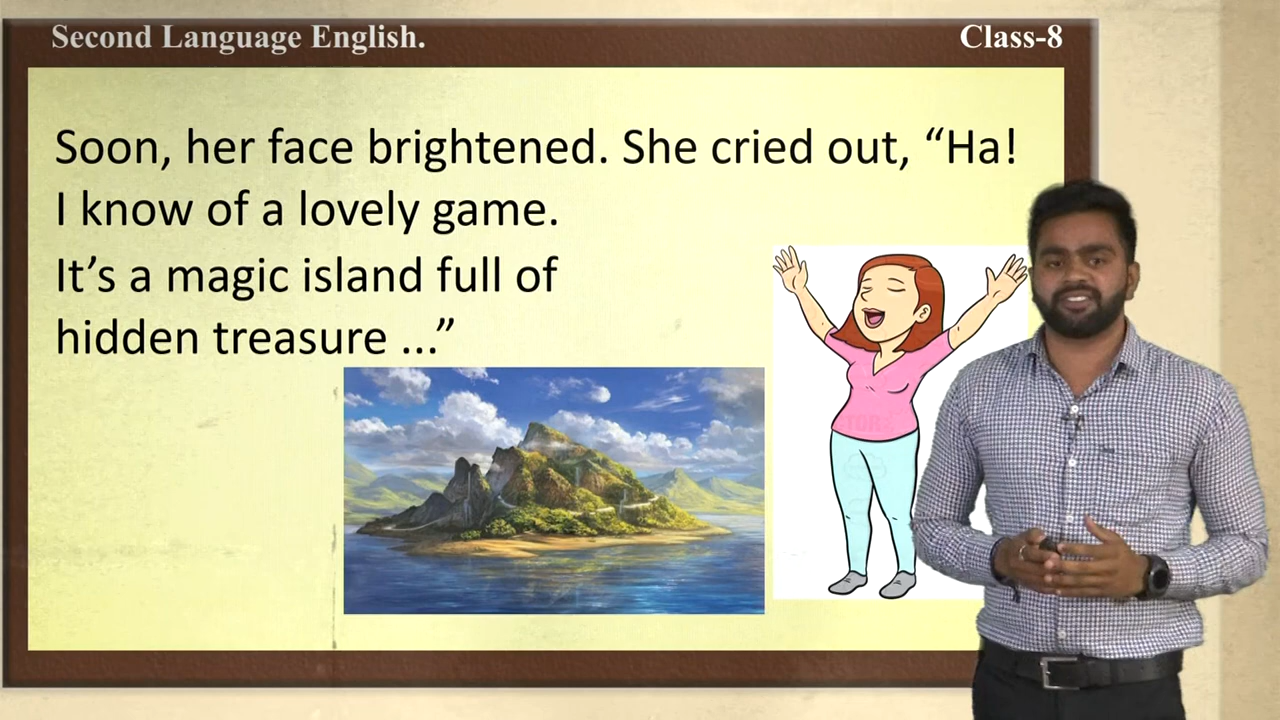 Second Language English.
Class-8
Soon, her face brightened. She cried out, “Ha!
I know of a lovely game.
It’s a magic island full of
hidden treasure ...”